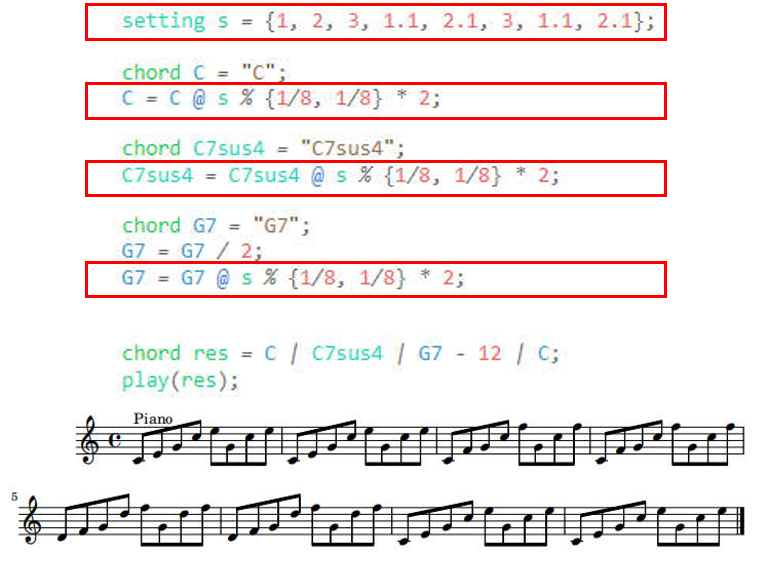 setting s = {1, 2, 3, 1.1, 2.1, 3, 1.1, 2.1};
chord C = "C";
C = C @ s % {1/8, 1/8} * 2;
chord C7sus4 = "C7sus4";
C7sus4 = C7sus4 @ s % {1/8, 1/8} * 2;
chord G7 = "G7";
G7 = G7 / 2;
G7 = G7 @ s % {1/8, 1/8} * 2;
chord res = C | C7sus4 | G7 - 12 | C;
play(res);
Piano
5